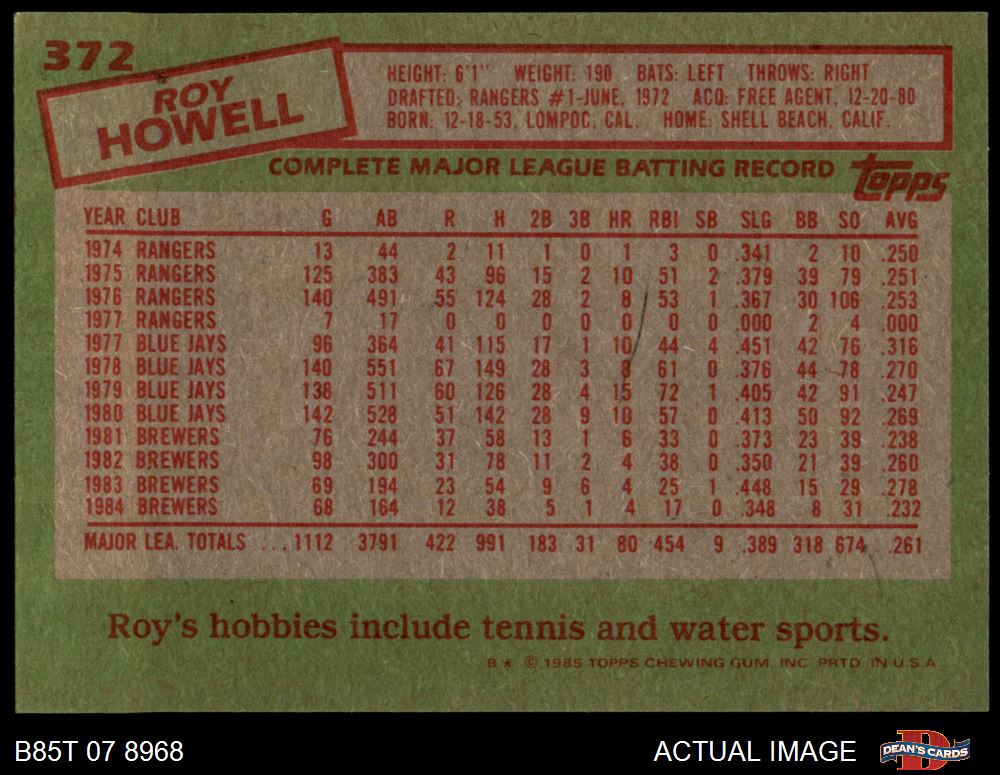 372
ROY
HOWELL
HEIGHT: 6'1" WEIGHT: 190 BATS: LEFT THROWS: RIGHT
DRAFTED: RANGERS #1-JUNE, 1972 ACQ: FREE AGENT, 12-20-80
BORN: 12-18-53, LOMPOC, CAL. HOME: SHELL BEACH, CALIF.
COMPLETE MAJOR LEAGUE BATTING RECORD
topps
YEAR CLUB G AB R H 2B 3B HR RBI SB SLG BB SO AVG
1974 RANGERS 13 44 2 11 1 0 1 3 0 .341 2 10 .250
1975 RANGERS 125 383 43 96 15 2 10 51 2 .379 39 79 .251
1976 RANGERS 140 491 55 124 28 2 8 53 1 .367 30 106 .253
1977 RANGERS 7 17 0 0 0 0 0 0 0 .000 2 4 .000
1977 BLUE JAYS 96 364 41 115 17 1 10 44 4 .451 42 76 .316
1978 BLUE JAYS 140 551 67 149 28 3 8 61 0 .376 44 78 .270
1979 BLUE JAYS 138 511 60 126 28 4 15 72 1 .405 42 91 .247
1980 BLUE JAYS 142 528 51 142 28 9 10 57 0 .413 50 92 .269
1981 BREWERS 76 244 37 58 13 1 6 33 0 .373 23 39 .238
1982 BREWERS 98 300 31 78 11 2 4 38 0 .350 21 39 .260
1983 BREWERS 69 194 23 54 9 6 4 25 1 .448 15 29 .278
1984 BREWERS 68 164 12 38 5 1 4 17 0 .348 8 31 .232
MAJOR LEA. TOTALS ...1112 3791 422 991 183 31 80 454 9 .389 318 674 .261
Roy's hobbies include tennis and water sports.
B★ © 1985 TOPPS CHEWING GUM, INC. PRTD. IN U.S.A.
B85T 07 8968
ACTUAL IMAGE
D
DEAN'S CARDS